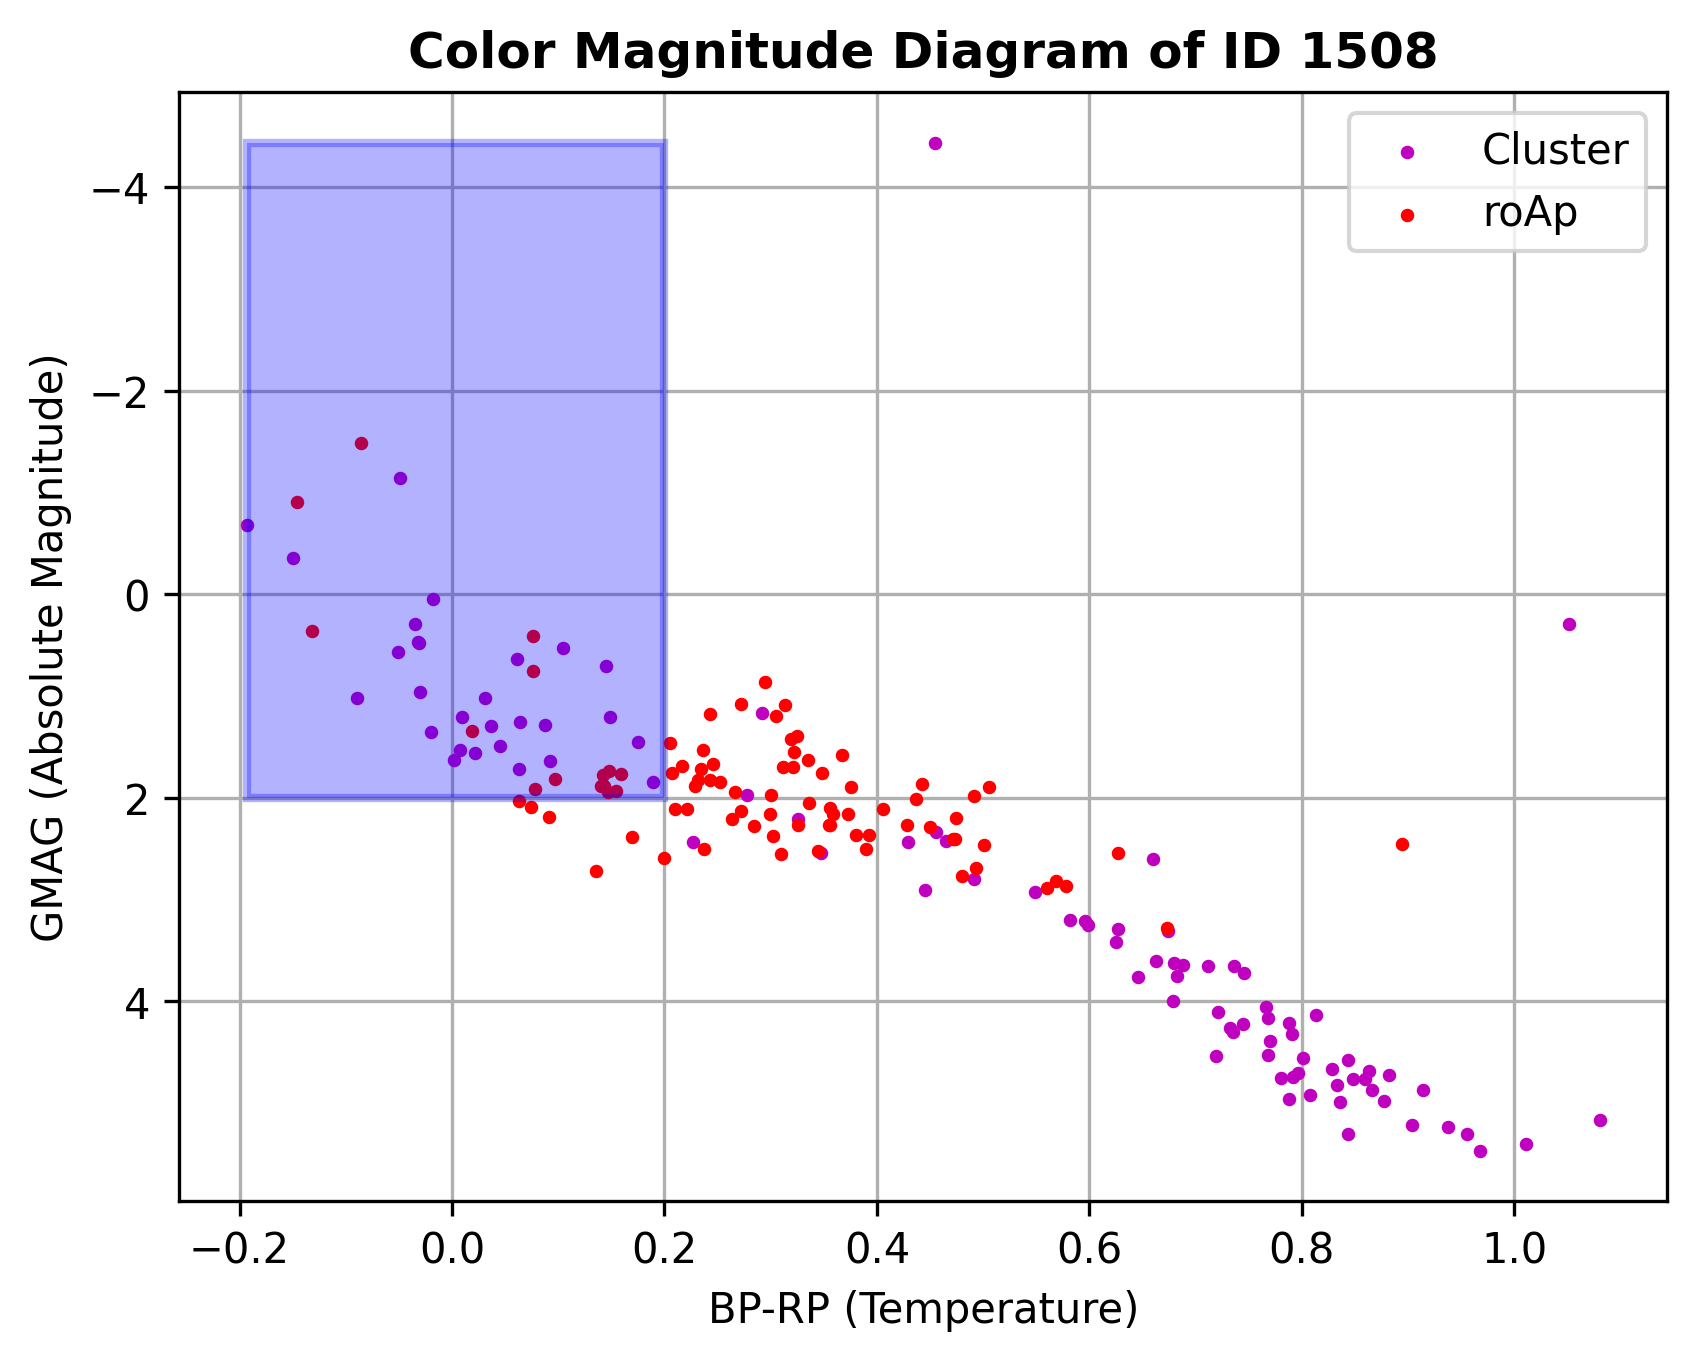 Color Magnitude Diagram of ID 1508
Cluster
roAp
GMAG (Absolute Magnitude)
−4
−2
0
2
4
−0.2 0.0 0.2 0.4 0.6 0.8 1.0
BP-RP (Temperature)